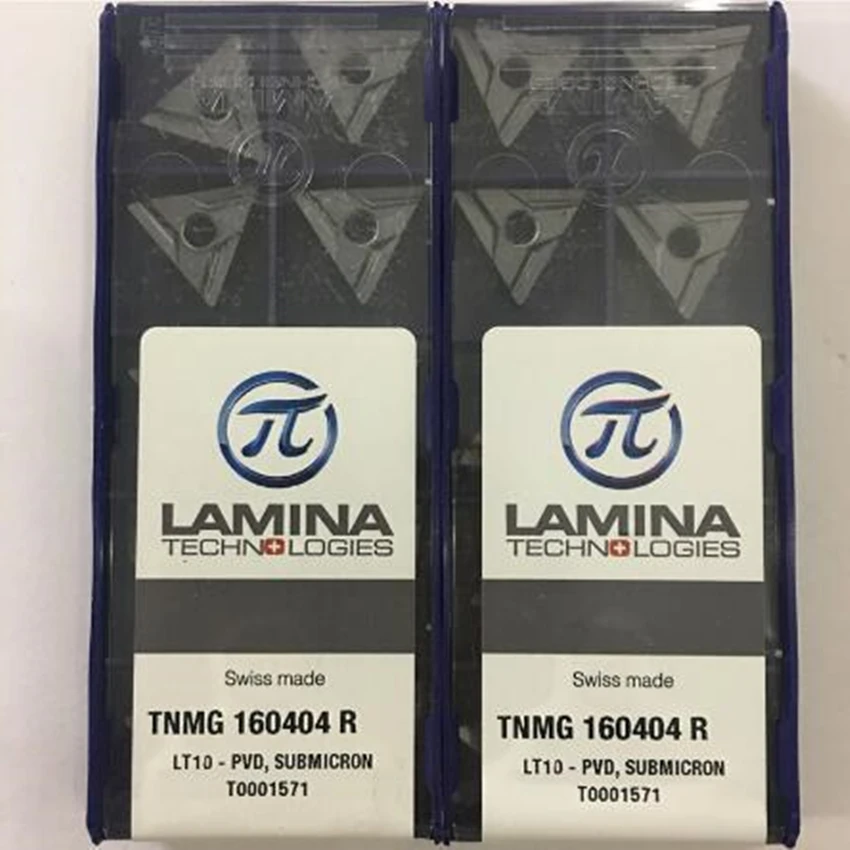 π
LAMINA
TECHNOLOGIES
Swiss made
TNMG 160404 R
LT10 - PVD, SUBMICRON
T0001571
π
LAMINA
TECHNOLOGIES
Swiss made
TNMG 160404 R
LT10 - PVD, SUBMICRON
T0001571